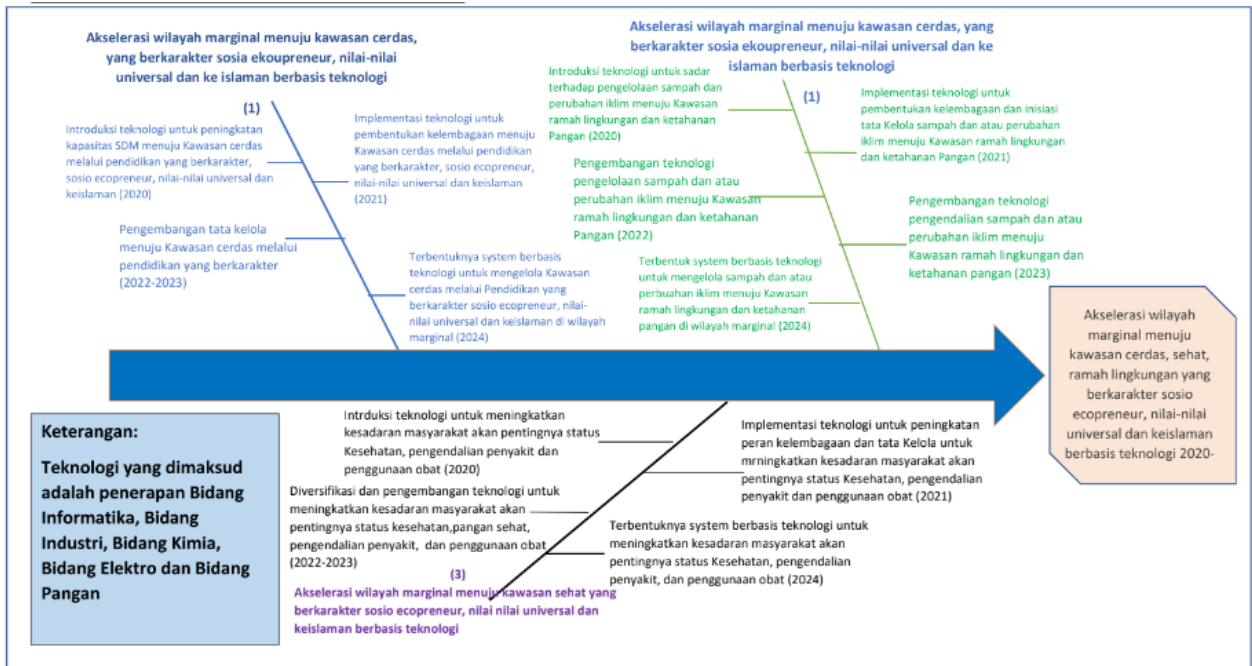 Akselerasi wilayah marginal menuju kawasan cerdas,
yang berkarakter sosia ekoupreneur, nilai-nilai
universal dan ke islaman berbasis teknologi
(1)
Introduksi teknologi untuk peningkatan
kapasitas SDM menuju Kawasan cerdas
melalui pendidikan yang berkarakter,
sosio ecopreneur, nilai-nilai universal dan
keislaman (2020)
Implementasi teknologi untuk
pembentukan kelembagaan menuju
Kawasan cerdas melalui pendidikan
yang berkarakter, sosio ecopreneur,
nilai-nilai universal dan keislaman
(2021)
Pengembangan tata kelola
menuju Kawasan cerdas melalui
pendidikan yang berkarakter
(2022-2023)
Terbentuknya system berbasis
teknologi untuk mengelola Kawasan
cerdas melalui Pendidikan yang
berkarakter sosio ecopreneur, nilai-
nilai universal dan keislaman di wilayah
marginal (2024)
Akselerasi wilayah marginal menuju kawasan cerdas, yang
berkarakter sosia ekoupreneur, nilai-nilai universal dan ke
islaman berbasis teknologi
(1)
Introduksi teknologi untuk sadar
terhadap pengelolaan sampah dan
perubahan iklim menuju Kawasan
ramah lingkungan dan ketahanan
Pangan (2020)
Implementasi teknologi untuk
pembentukan kelembagaan dan inisiasi
tata Kelola sampah dan atau perubahan
iklim menuju Kawasan ramah lingkungan
dan ketahanan Pangan (2021)
Pengembangan teknologi
pengelolaan sampah dan atau
perubahan iklim menuju Kawasan
ramah lingkungan dan ketahanan
Pangan (2022)
Pengembangan teknologi
pengendalian sampah dan atau
perubahan iklim menuju
Kawasan ramah lingkungan dan
ketahanan pangan (2023)
Terbentuk system berbasis teknologi
untuk mengelola sampah dan atau
perbuahan iklim menuju Kawasan
ramah lingkungan dan ketahanan
pangan di wilayah marginal (2024)
Akselerasi wilayah
marginal menuju
kawasan cerdas, sehat,
ramah lingkungan yang
berkarakter sosio
ecopreneur, nilai-nilai
universal dan keislaman
berbasis teknologi 2020-
Keterangan:
Teknologi yang dimaksud
adalah penerapan Bidang
Informatika, Bidang
Industri, Bidang Kimia,
Bidang Elektro dan Bidang
Pangan
Intrduksi teknologi untuk meningkatkan
kesadaran masyarakat akan pentingnya status
Kesehatan, pengendalian penyakit dan
penggunaan obat (2020)
Implementasi teknologi untuk peningkatan
peran kelembagaan dan tata Kelola untuk
mrningkatkan kesadaran masyarakat akan
pentingnya status Kesehatan, pengendalian
penyakit dan penggunaan obat (2021)
Diversifikasi dan pengembangan teknologi untuk
meningkatkan kesadaran masyarakat akan
pentingnya status kesehatan,pangan sehat,
pengendalian penyakit, dan penggunaan obat
(2022-2023)
Terbentuknya system berbasis teknologi untuk
meningkatkan kesadaran masyarakat akan
pentingnya status Kesehatan, pengendalian
penyakit, dan penggunaan obat (2024)
(3)
Akselerasi wilayah marginal menuju kawasan sehat yang
berkarakter sosio ecopreneur, nilai nilai universal dan
keislaman berbasis teknologi